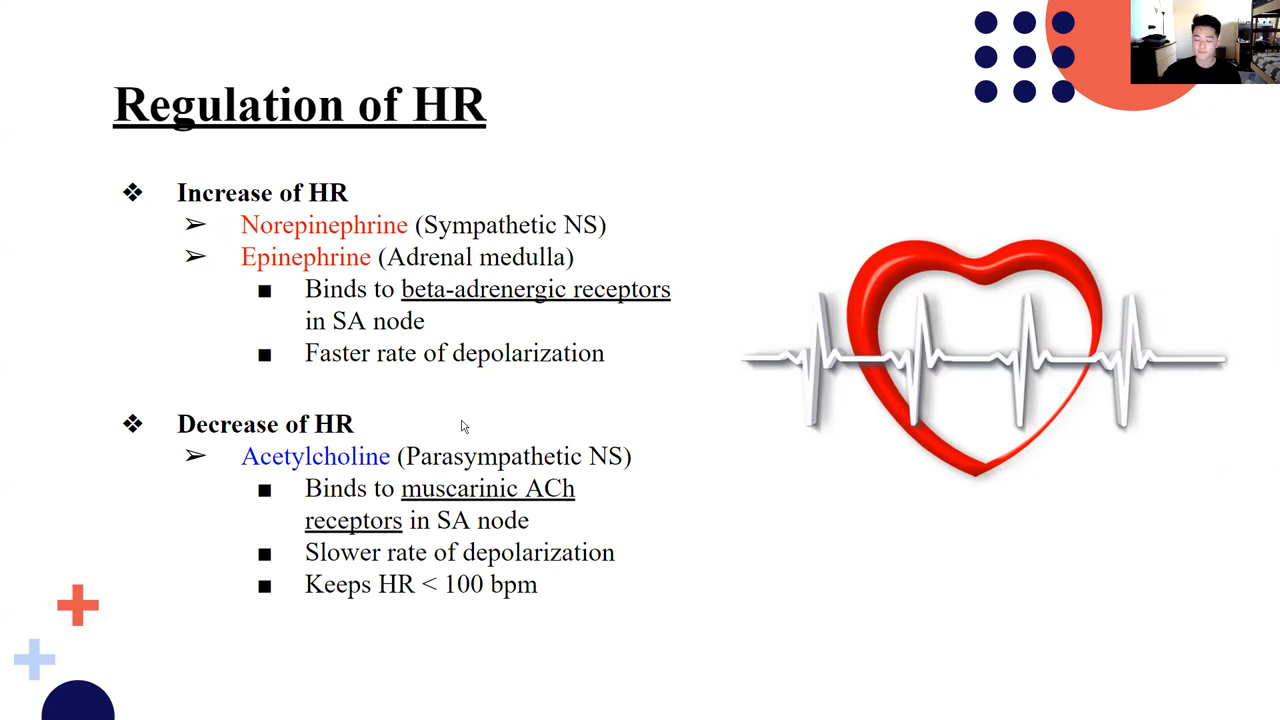 Regulation of HR
❖ Increase of HR
➢ Norepinephrine (Sympathetic NS)
➢ Epinephrine (Adrenal medulla)
■ Binds to beta-adrenergic receptors
in SA node
■ Faster rate of depolarization
❖ Decrease of HR
➢ Acetylcholine (Parasympathetic NS)
■ Binds to muscarinic ACh
receptors in SA node
■ Slower rate of depolarization
■ Keeps HR < 100 bpm